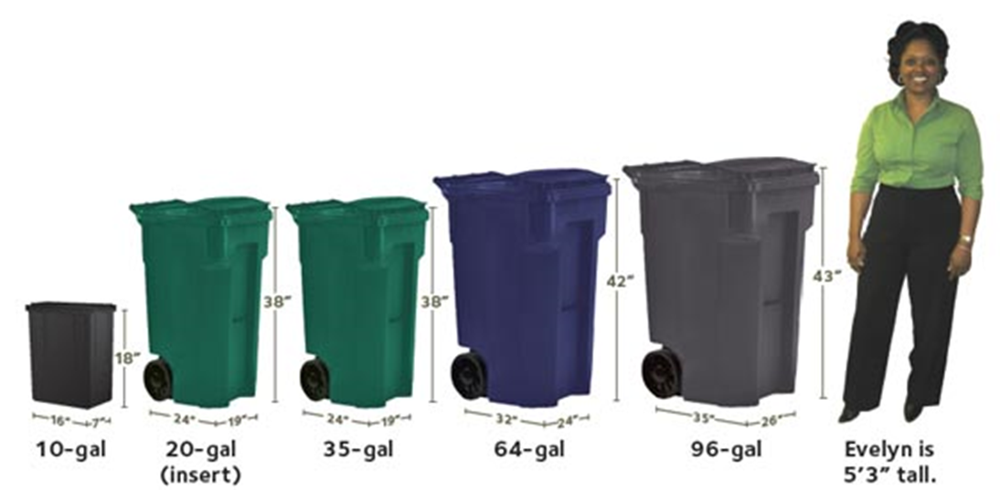 18”
38”
38”
42”
43”
16” 7”
24” 19”
24” 19”
32” 24”
35” 26”
10-gal
20-gal
(insert)
35-gal
64-gal
96-gal
Evelyn is
5’3” tall.